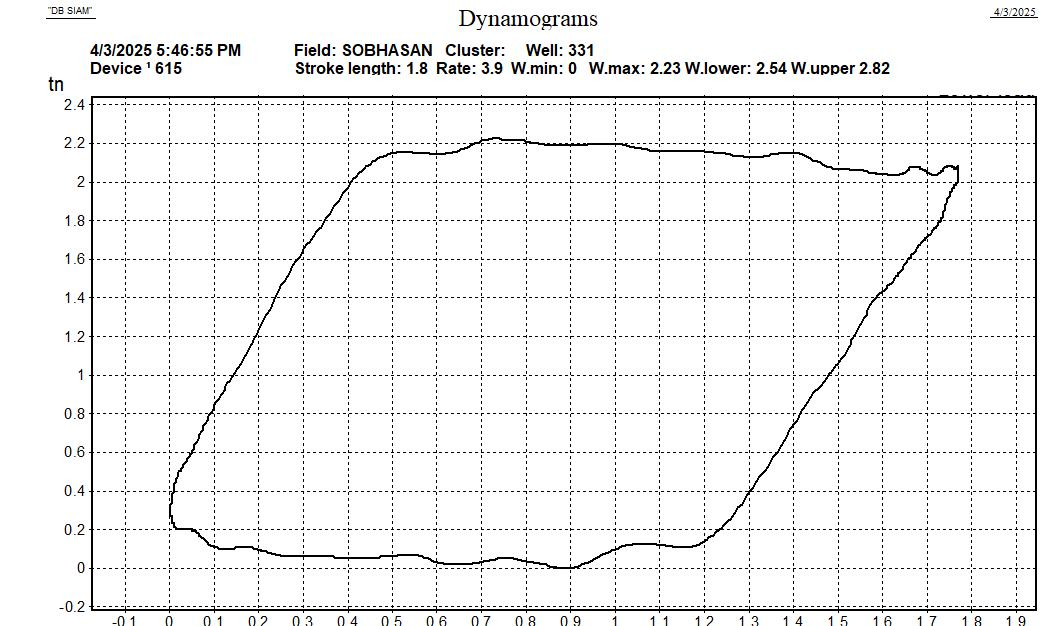 "DB SIAM"
4/3/2025
Dynamograms
4/3/2025 5:46:55 PM Field: SOBHASAN Cluster: Well: 331
Device ¹ 615 Stroke length: 1.8 Rate: 3.9 W.min: 0 W.max: 2.23 W.lower: 2.54 W.upper 2.82
tn
2.4
2.2
2
1.8
1.6
1.4
1.2
1
0.8
0.6
0.4
0.2
0
-0.2
-0.1 0 0.1 0.2 0.3 0.4 0.5 0.6 0.7 0.8 0.9 1 1.1 1.2 1.3 1.4 1.5 1.6 1.7 1.8 1.9